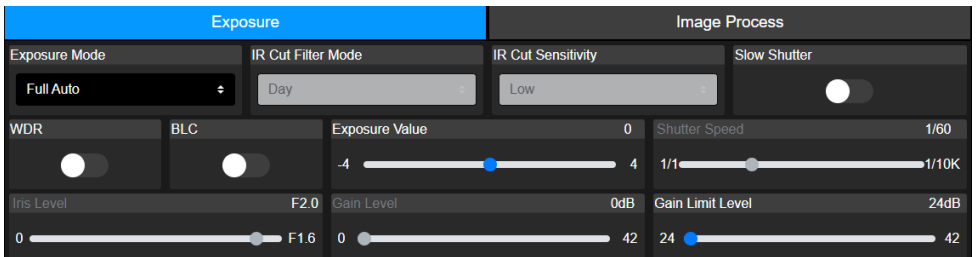 Exposure Image Process
Exposure Mode IR Cut Filter Mode IR Cut Sensitivity Slow Shutter
Full Auto Day Low
WDR BLC Exposure Value 0 Shutter Speed 1/60
-4 4 1/1 1/10K
Iris Level F2.0 Gain Level 0dB Gain Limit Level 24dB
0 F1.6 0 42 24 42